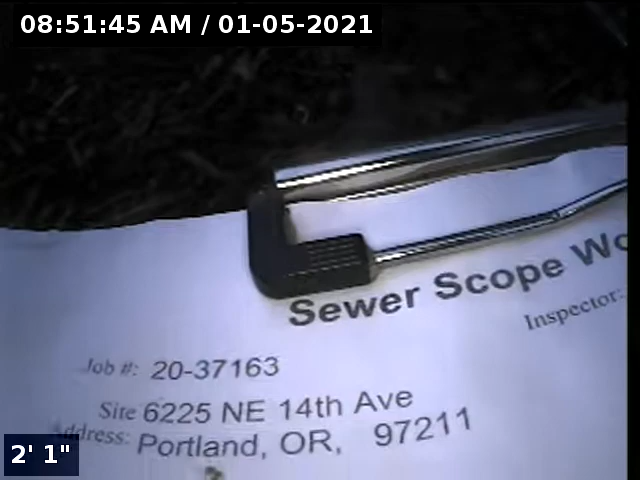 08:51:45 AM / 01-05-2021
Sewer Scope
Inspector:
Job #: 20-37163
Site 6225 NE 14th Ave
Address: Portland, OR, 97211
2' 1"